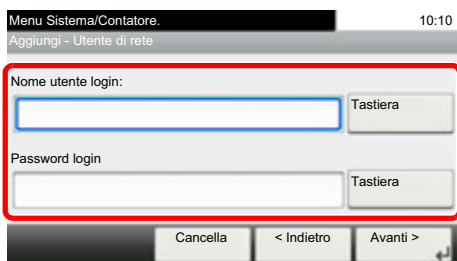 Menu Sistema/Contatore. 10:10
Aggiungi - Utente di rete
Nome utente login:
Tastiera
Password login
Tastiera
Cancella < Indietro Avanti >